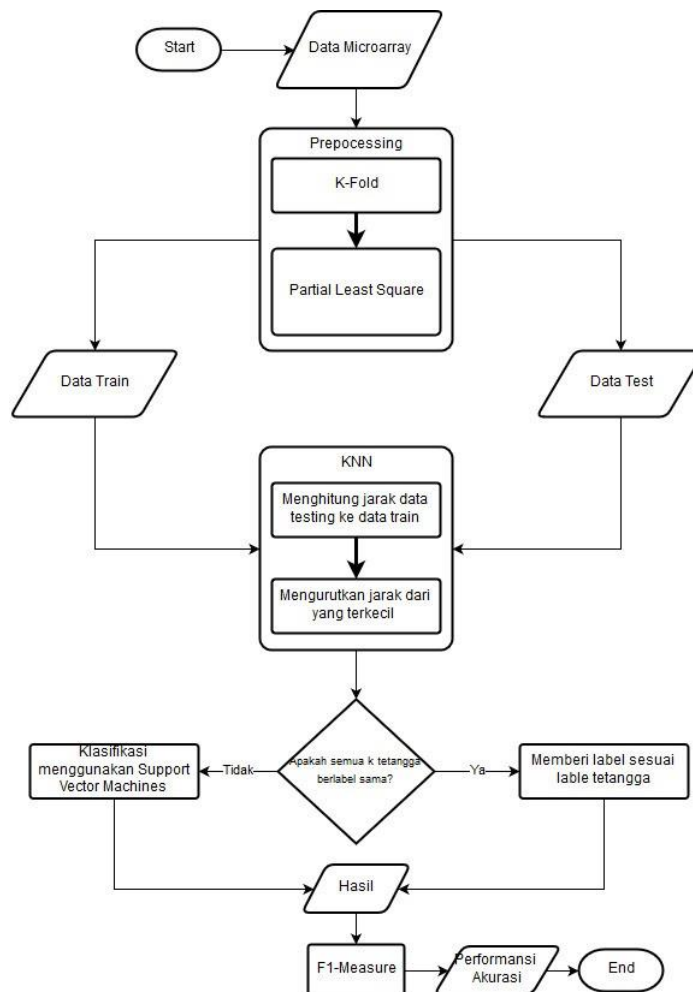 Start
Data Microarray
Prepocessing
K-Fold
Partial Least Square
Data Train
Data Test
KNN
Menghitung jarak data
testing ke data train
Mengurutkan jarak dari
yang terkecil
Klasifikasi
menggunakan Support
Vector Machines
Tidak
Apakah semua k tetangga
berlabel sama?
Ya
Memberi label sesuai
lable tetangga
Hasil
F1-Measure
Performansi
Akurasi
End